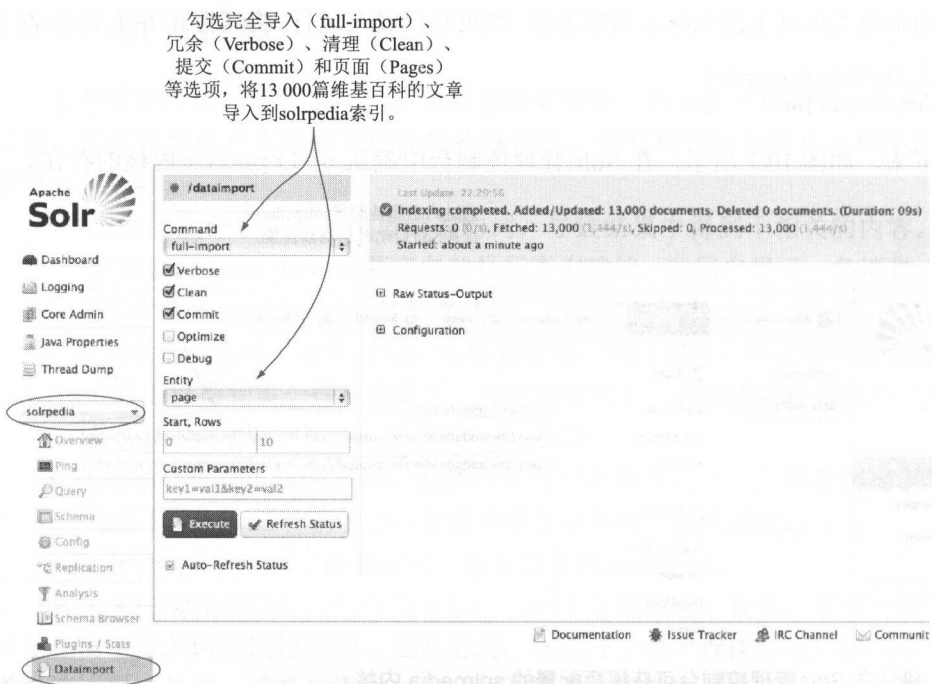 勾选完全导入（full-import）、
冗余（Verbose）、清理（Clean）、
提交（Commit）和页面（Pages）
等选项，将13 000篇维基百科的文章
导入到solrpedia索引。
Apache
Solr
Dashboard
Logging
Core Admin
Java Properties
Thread Dump
solrpedia
Overview
Ping
Query
Schema
Config
Replication
Analysis
Schema Browser
Plugins / Stats
Dataimport
/dataimport
Command
full-import
Verbose
Clean
Commit
Optimize
Debug
Entity
page
Start, Rows
0 10
Custom Parameters
key1=val1&key2=val2
Execute Refresh Status
Auto-Refresh Status
Last Update: 22:29:56
Indexing completed. Added/Updated: 13,000 documents. Deleted 0 documents. (Duration: 09s)
Requests: 0 (0/s), Fetched: 13,000 (1,444/s), Skipped: 0, Processed: 13,000 (1,444/s)
Started: about a minute ago
Raw Status-Output
Configuration
Documentation Issue Tracker IRC Channel Communit